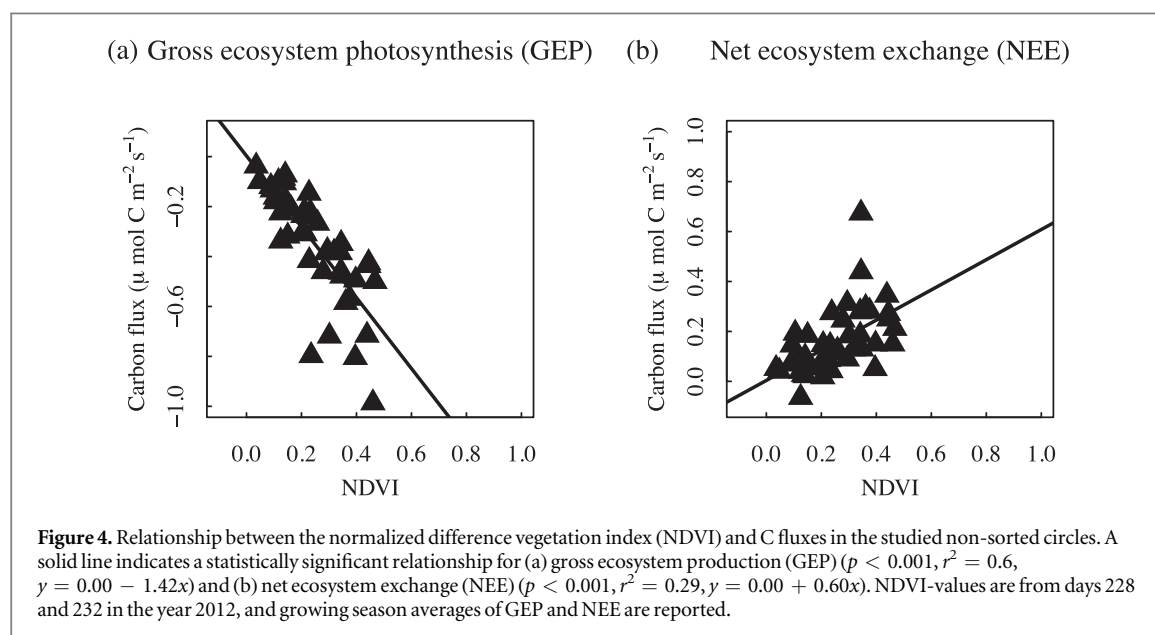 (a) Gross ecosystem photosynthesis (GEP)
(b) Net ecosystem exchange (NEE)
Carbon flux (μ mol C m⁻² s⁻¹)
−0.2
−0.6
−1.0
0.0 0.2 0.4 0.6 0.8 1.0
NDVI
Carbon flux (μ mol C m⁻² s⁻¹)
1.0
0.8
0.6
0.4
0.2
0.0
0.0 0.2 0.4 0.6 0.8 1.0
NDVI
Figure 4. Relationship between the normalized difference vegetation index (NDVI) and C fluxes in the studied non-sorted circles. A
solid line indicates a statistically significant relationship for (a) gross ecosystem production (GEP) (p < 0.001, r² = 0.6,
y = 0.00 − 1.42x) and (b) net ecosystem exchange (NEE) (p < 0.001, r² = 0.29, y = 0.00 + 0.60x). NDVI-values are from days 228
and 232 in the year 2012, and growing season averages of GEP and NEE are reported.